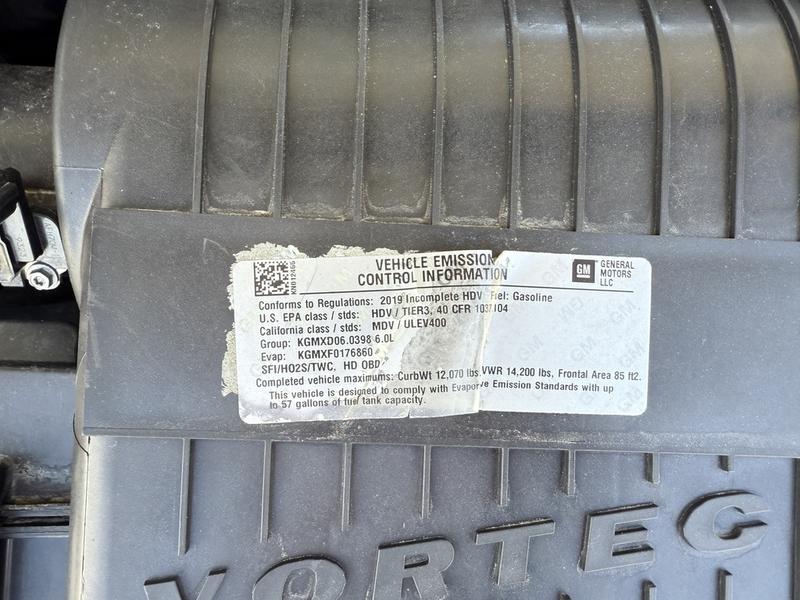 VEHICLE EMISSION
CONTROL INFORMATION
KND12405
GM
GENERAL
MOTORS
LLC
Conforms to Regulations: 2019 Incomplete HDV Fuel: Gasoline
U.S. EPA class / stds: HDV / TIER3, 40 CFR 1037.104
California class / stds: MDV / ULEV400
Group: KGMXD06.0398 6.0L
Evap: KGMXF0176860
SFI/HO2S/TWC, HD OBD
Completed vehicle maximums: CurbWt 12,070 lbs, VWR 14,200 lbs, Frontal Area 85 ft2.
This vehicle is designed to comply with Evaporve Emission Standards with up
to 57 gallons of fuel tank capacity.
VORTEC